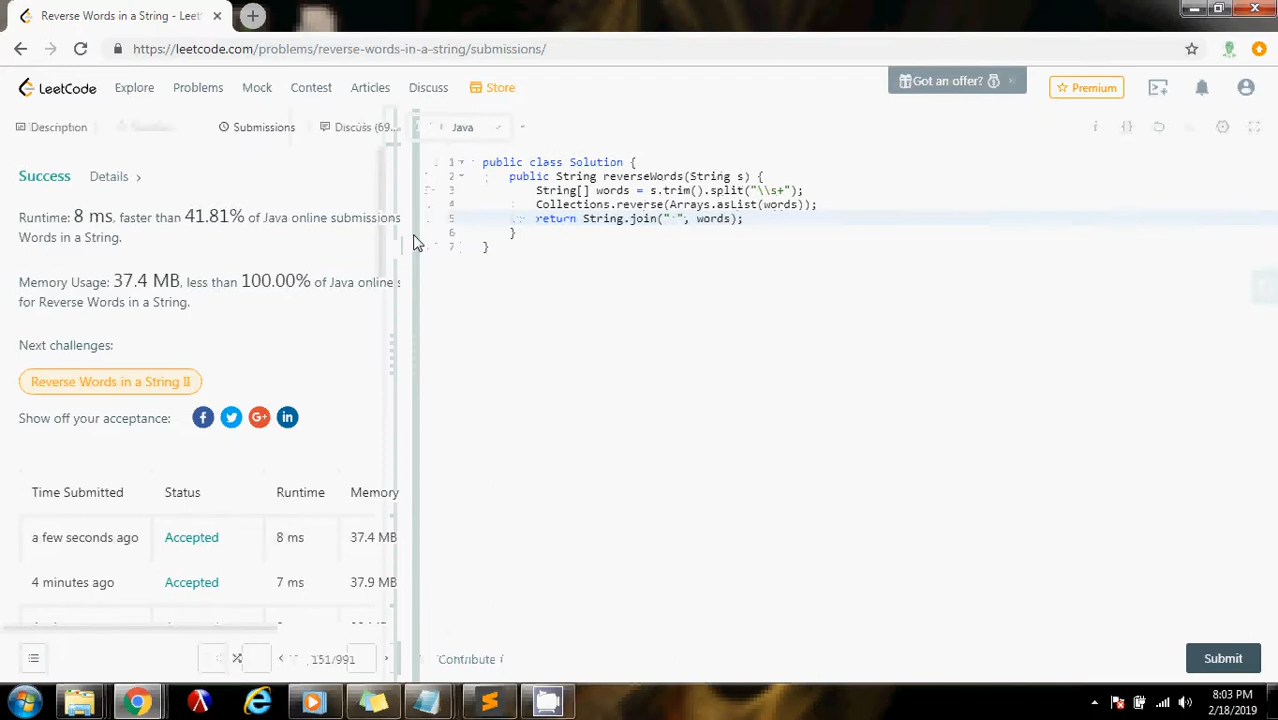 Reverse Words in a String - Leet
https://leetcode.com/problems/reverse-words-in-a-string/submissions/
LeetCode Explore Problems Mock Contest Articles Discuss Store Got an offer? Premium
Description Submissions Discuss (69... Java
1 public class Solution {
2 public String reverseWords(String s) {
3 String[] words = s.trim().split("\\s+");
4 Collections.reverse(Arrays.asList(words));
5 return String.join(" ", words);
6 }
7 }
Success Details
Runtime: 8 ms, faster than 41.81% of Java online submissions
Words in a String.
Memory Usage: 37.4 MB, less than 100.00% of Java online s
for Reverse Words in a String.
Next challenges:
Reverse Words in a String II
Show off your acceptance:
Time Submitted Status Runtime Memory
a few seconds ago Accepted 8 ms 37.4 MB
4 minutes ago Accepted 7 ms 37.9 MB
151/991 Contribute i Submit
8:03 PM
2/18/2019